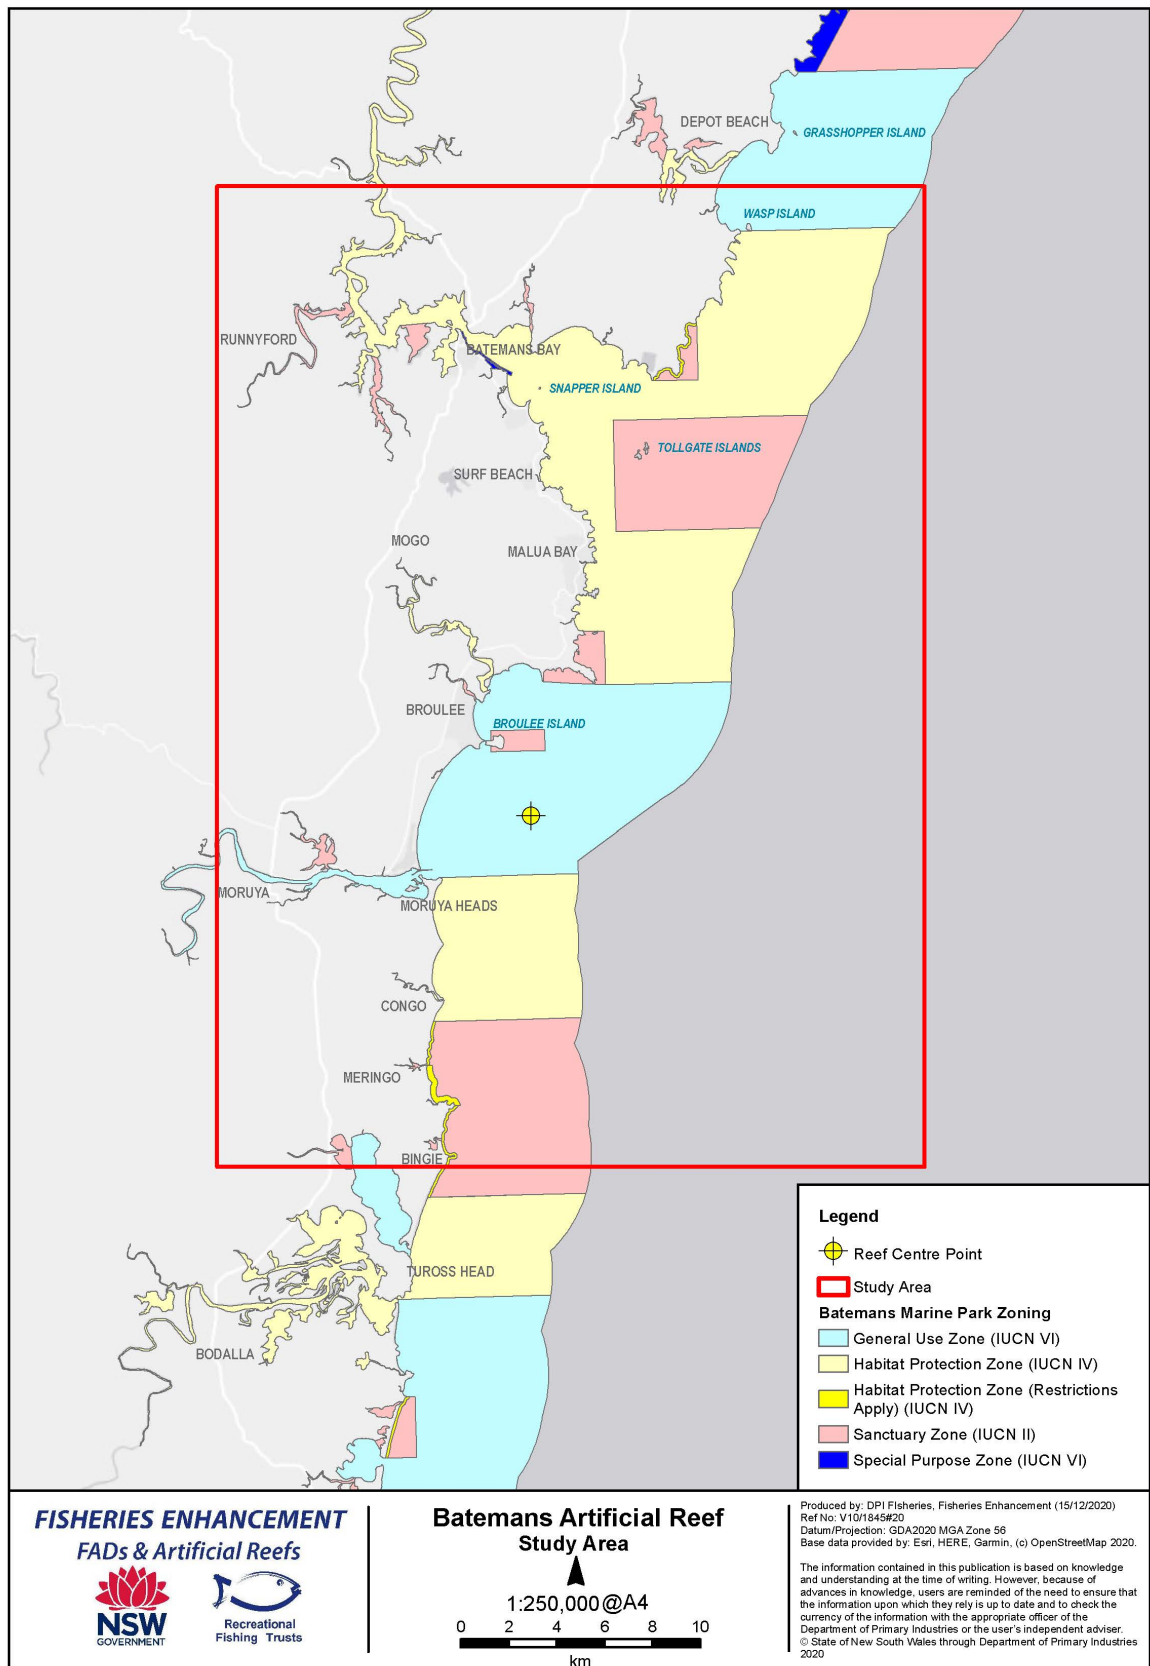 DEPOT BEACH
GRASSHOPPER ISLAND
WASP ISLAND
RUNNYFORD
BATEMANS BAY
SNAPPER ISLAND
TOLLGATE ISLANDS
SURF BEACH
MOGO
MALUA BAY
BROULEE
BROULEE ISLAND
MORUYA
MORUYA HEADS
CONGO
MERINGO
BINGIE
TUROSS HEAD
BODALLA
Legend
Reef Centre Point
Study Area
Batemans Marine Park Zoning
General Use Zone (IUCN VI)
Habitat Protection Zone (IUCN IV)
Habitat Protection Zone (Restrictions
Apply) (IUCN IV)
Sanctuary Zone (IUCN II)
Special Purpose Zone (IUCN VI)
FISHERIES ENHANCEMENT
FADs & Artificial Reefs
NSW
GOVERNMENT
Recreational
Fishing Trusts
Batemans Artificial Reef
Study Area
1:250,000@A4
0 2 4 6 8 10
km
Produced by: DPI FIsheries, Fisheries Enhancement (15/12/2020)
Ref No: V10/1845#20
Datum/Projection: GDA2020 MGA Zone 56
Base data provided by: Esri, HERE, Garmin, (c) OpenStreetMap 2020.
The information contained in this publication is based on knowledge
and understanding at the time of writing. However, because of
advances in knowledge, users are reminded of the need to ensure that
the information upon which they rely is up to date and to check the
currency of the information with the appropriate officer of the
Department of Primary Industries or the user's independent adviser.
© State of New South Wales through Department of Primary Industries
2020